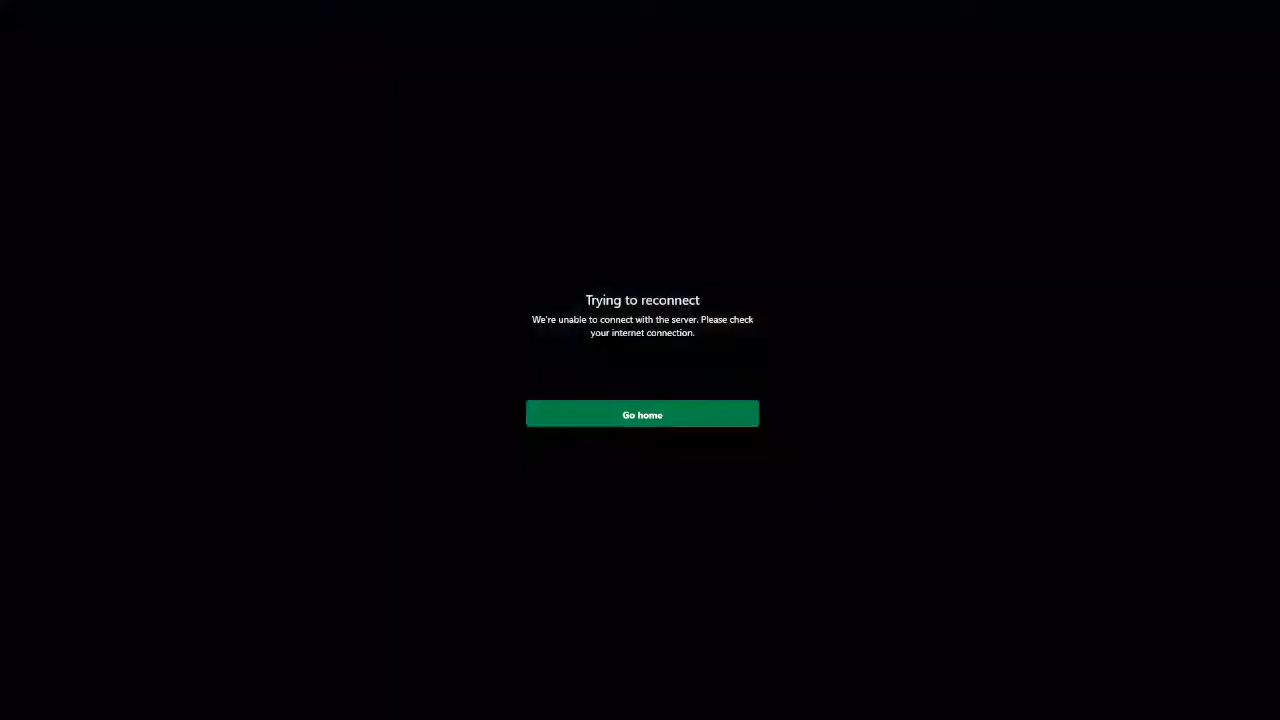 Trying to reconnect
We're unable to connect with the server. Please check
your internet connection.
Go home